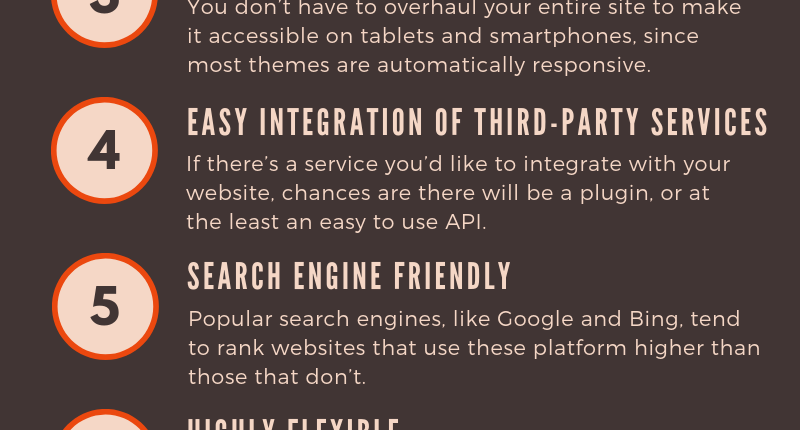 3
You don't have to overhaul your entire site to make
it accessible on tablets and smartphones, since
most themes are automatically responsive.
4
EASY INTEGRATION OF THIRD-PARTY SERVICES
If there's a service you'd like to integrate with your
website, chances are there will be a plugin, or at
the least an easy to use API.
5
SEARCH ENGINE FRIENDLY
Popular search engines, like Google and Bing, tend
to rank websites that use these platform higher than
those that don't.
HIGHLY FLEXIBLE